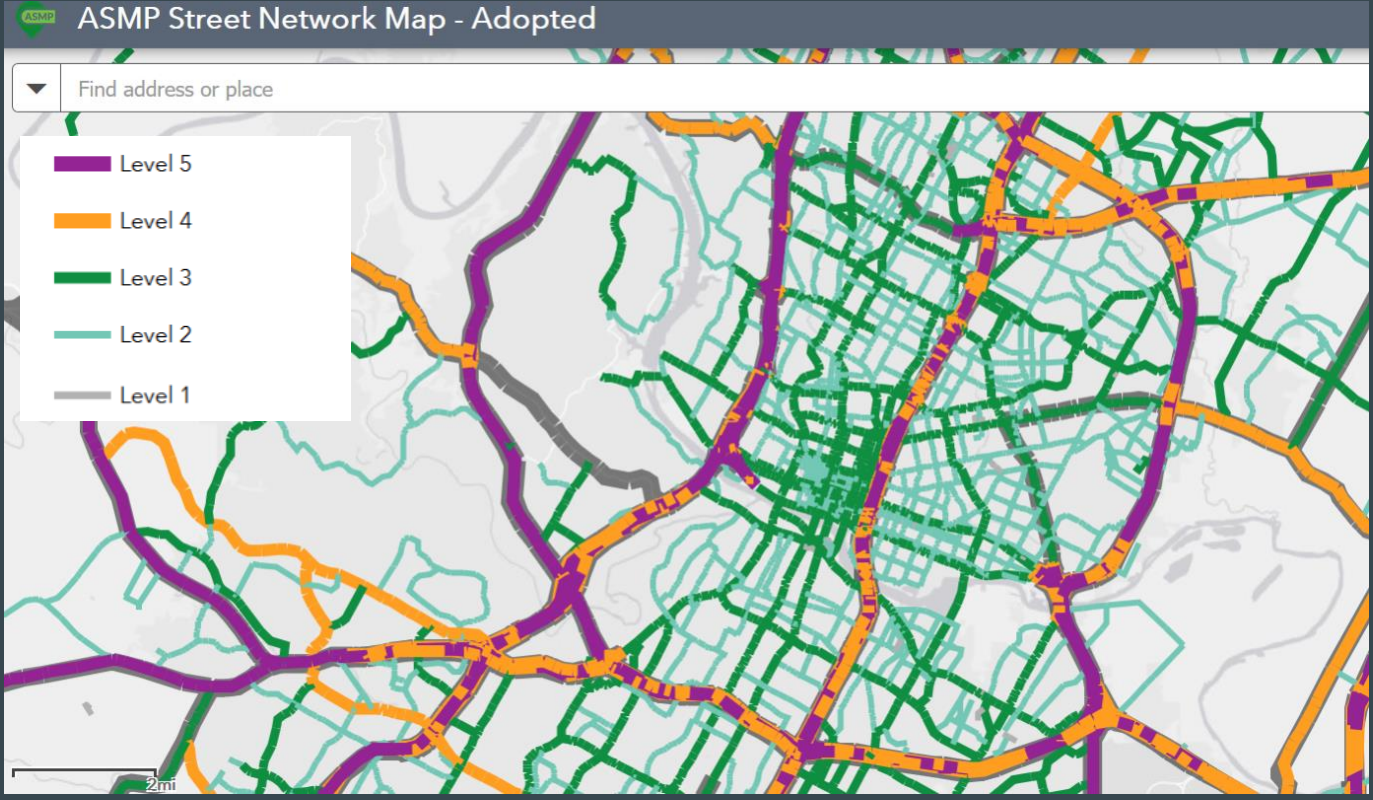 ASMP
ASMP Street Network Map - Adopted
Find address or place
Level 5
Level 4
Level 3
Level 2
Level 1
2mi